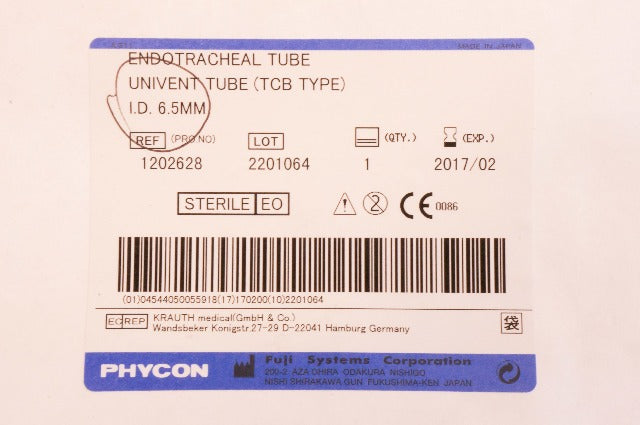 MADE IN JAPAN
ENDOTRACHEAL TUBE
UNIVENT TUBE (TCB TYPE)
I.D. 6.5MM
REF (PRO NO) LOT (QTY.) (EXP.)
1202628 2201064 1 2017/02
STERILE EO 2 CE 0086
(01)04544050055918(17)170200(10)2201064
EC REP KRAUTH medical(GmbH & Co.)
Wandsbeker Konigstr.27-29 D-22041 Hamburg Germany
袋
PHYCON
Fuji Systems Corporation
200-2, AZA OHIRA ODAKURA NISHIGO
NISHI SHIRAKAWA GUN FUKUSHIMA-KEN JAPAN